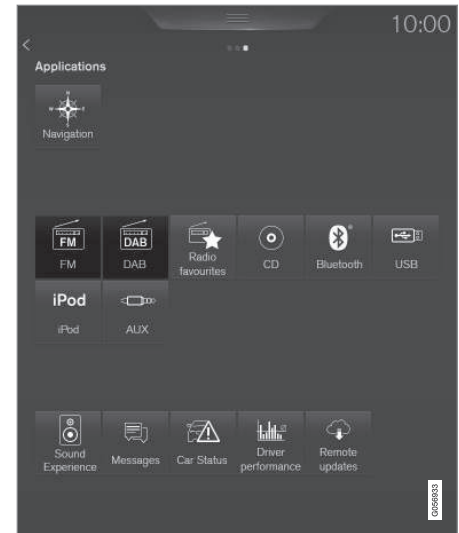 10:00
Applications
Navigation
FM DAB
FM DAB Radio favourites CD Bluetooth USB
iPod
iPod AUX
Sound Experience Messages Car Status Driver performance Remote updates
G056933